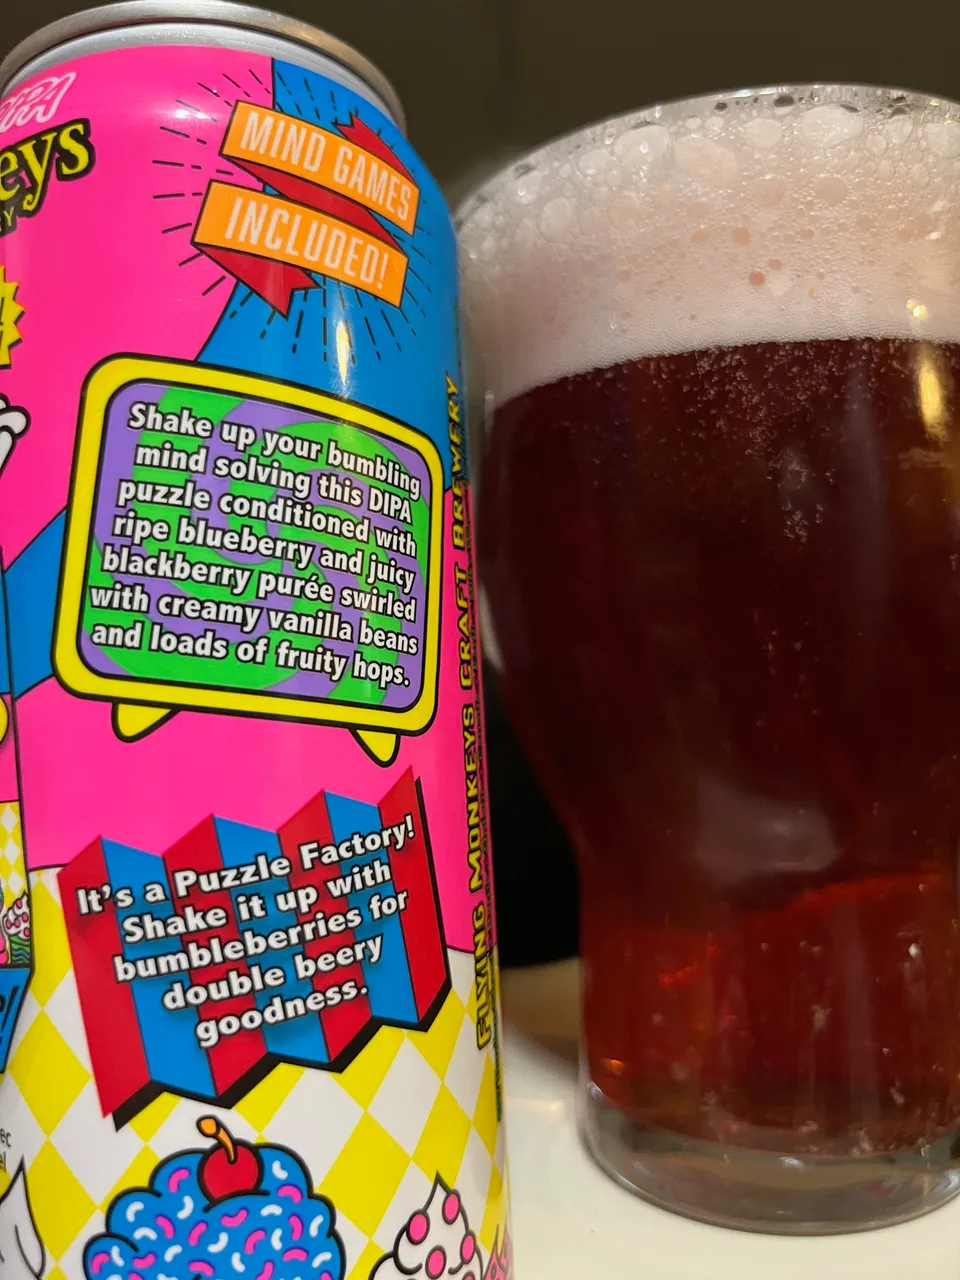 DIPA
eys
MIND GAMES
INCLUDED!
Shake up your bumbling
mind solving this DIPA
puzzle conditioned with
ripe blueberry and juicy
blackberry purée swirled
with creamy vanilla beans
and loads of fruity hops.
It's a Puzzle Factory!
Shake it up with
bumbleberries for
double beery
goodness.
FLYING MONKEYS CRAFT BREWERY